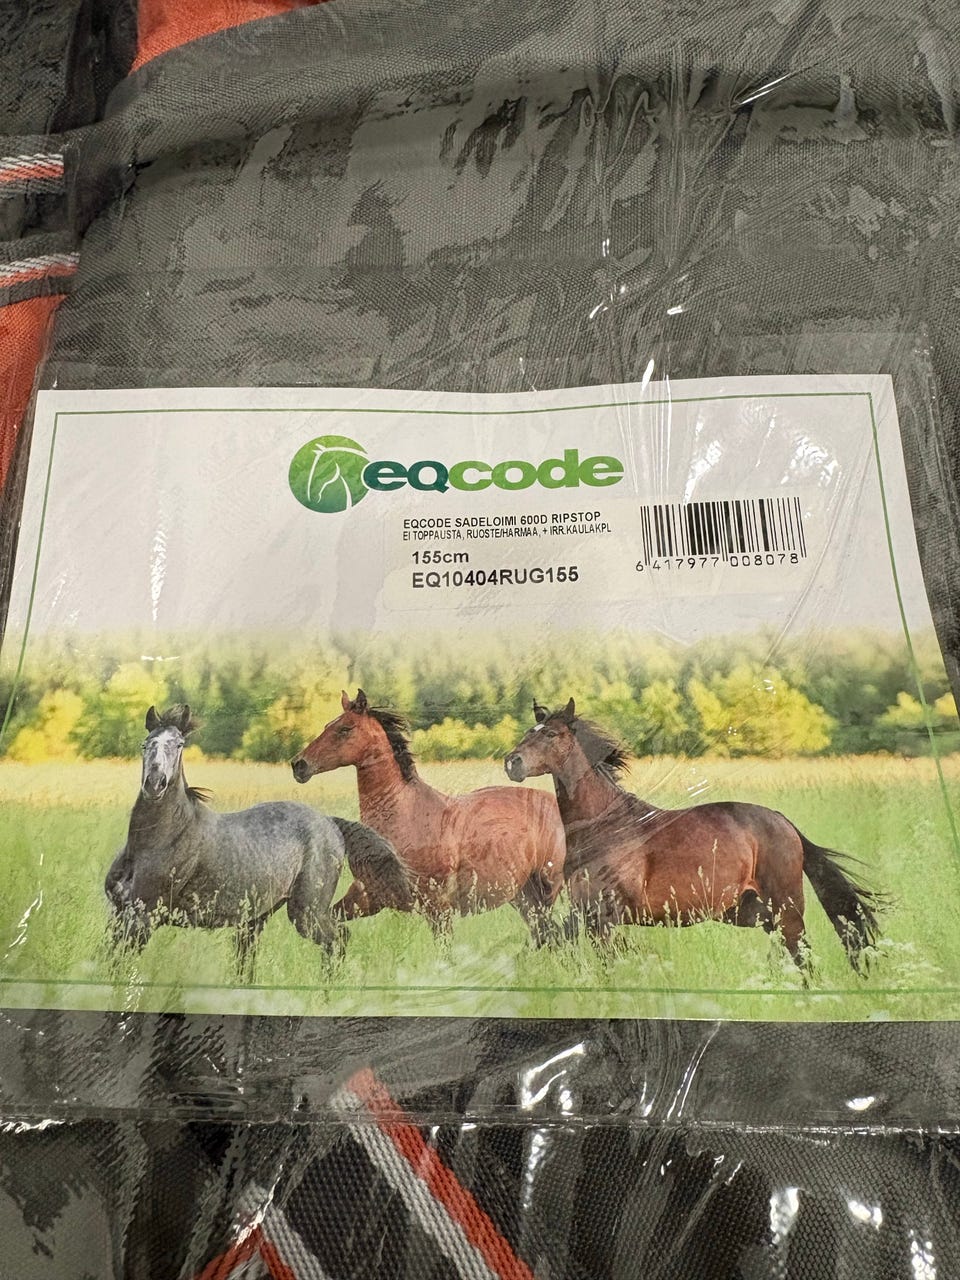 eQcode
EQCODE SADELOIMI 600D RIPSTOP
EI TOPPAUSTA, RUOSTE/HARMAA, + IRR.KAULAKPL
155cm
EQ10404RUG155
6 417977 008078